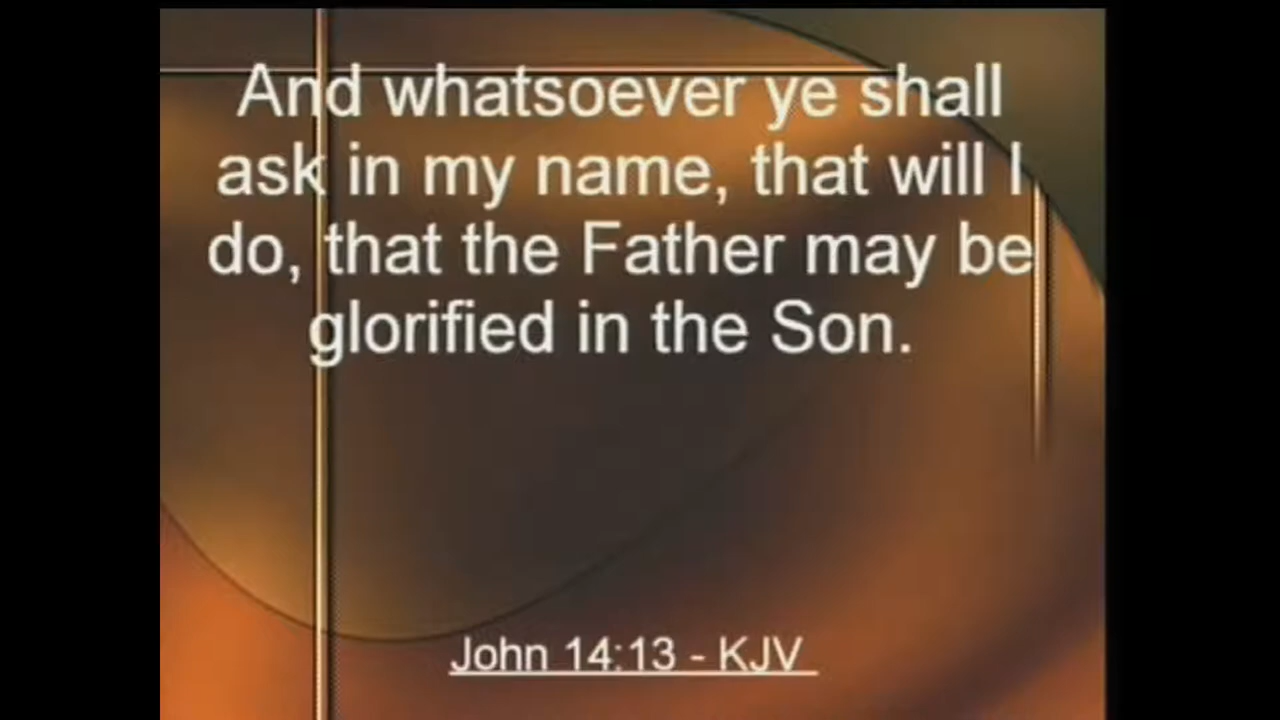 And whatsoever ye shall
ask in my name, that will I
do, that the Father may be
glorified in the Son.
John 14:13 - KJV